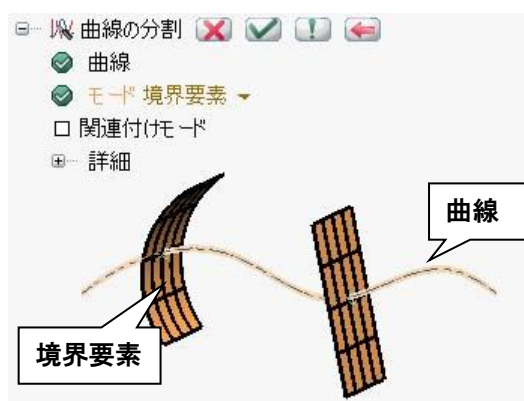 曲線の分割
曲線
モード 境界要素
関連付けモード
詳細
曲線
境界要素